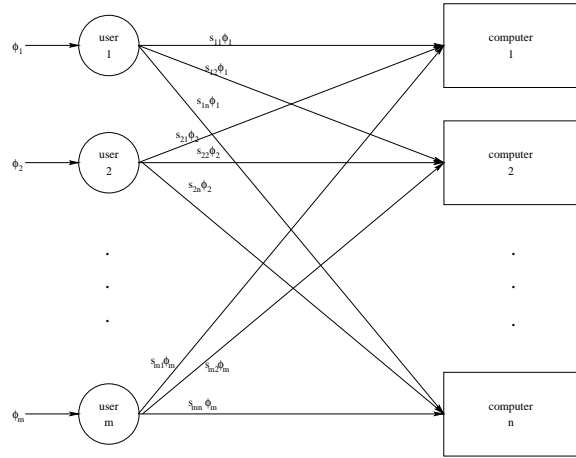 user
1
computer
1
ϕ1
s11ϕ1
s12ϕ1
s1nϕ1
user
2
computer
2
ϕ2
s21ϕ2
s22ϕ2
s2nϕ2
. .
. .
. .
sm1ϕm
sm2ϕm
smnϕm
user
m
computer
n
ϕm